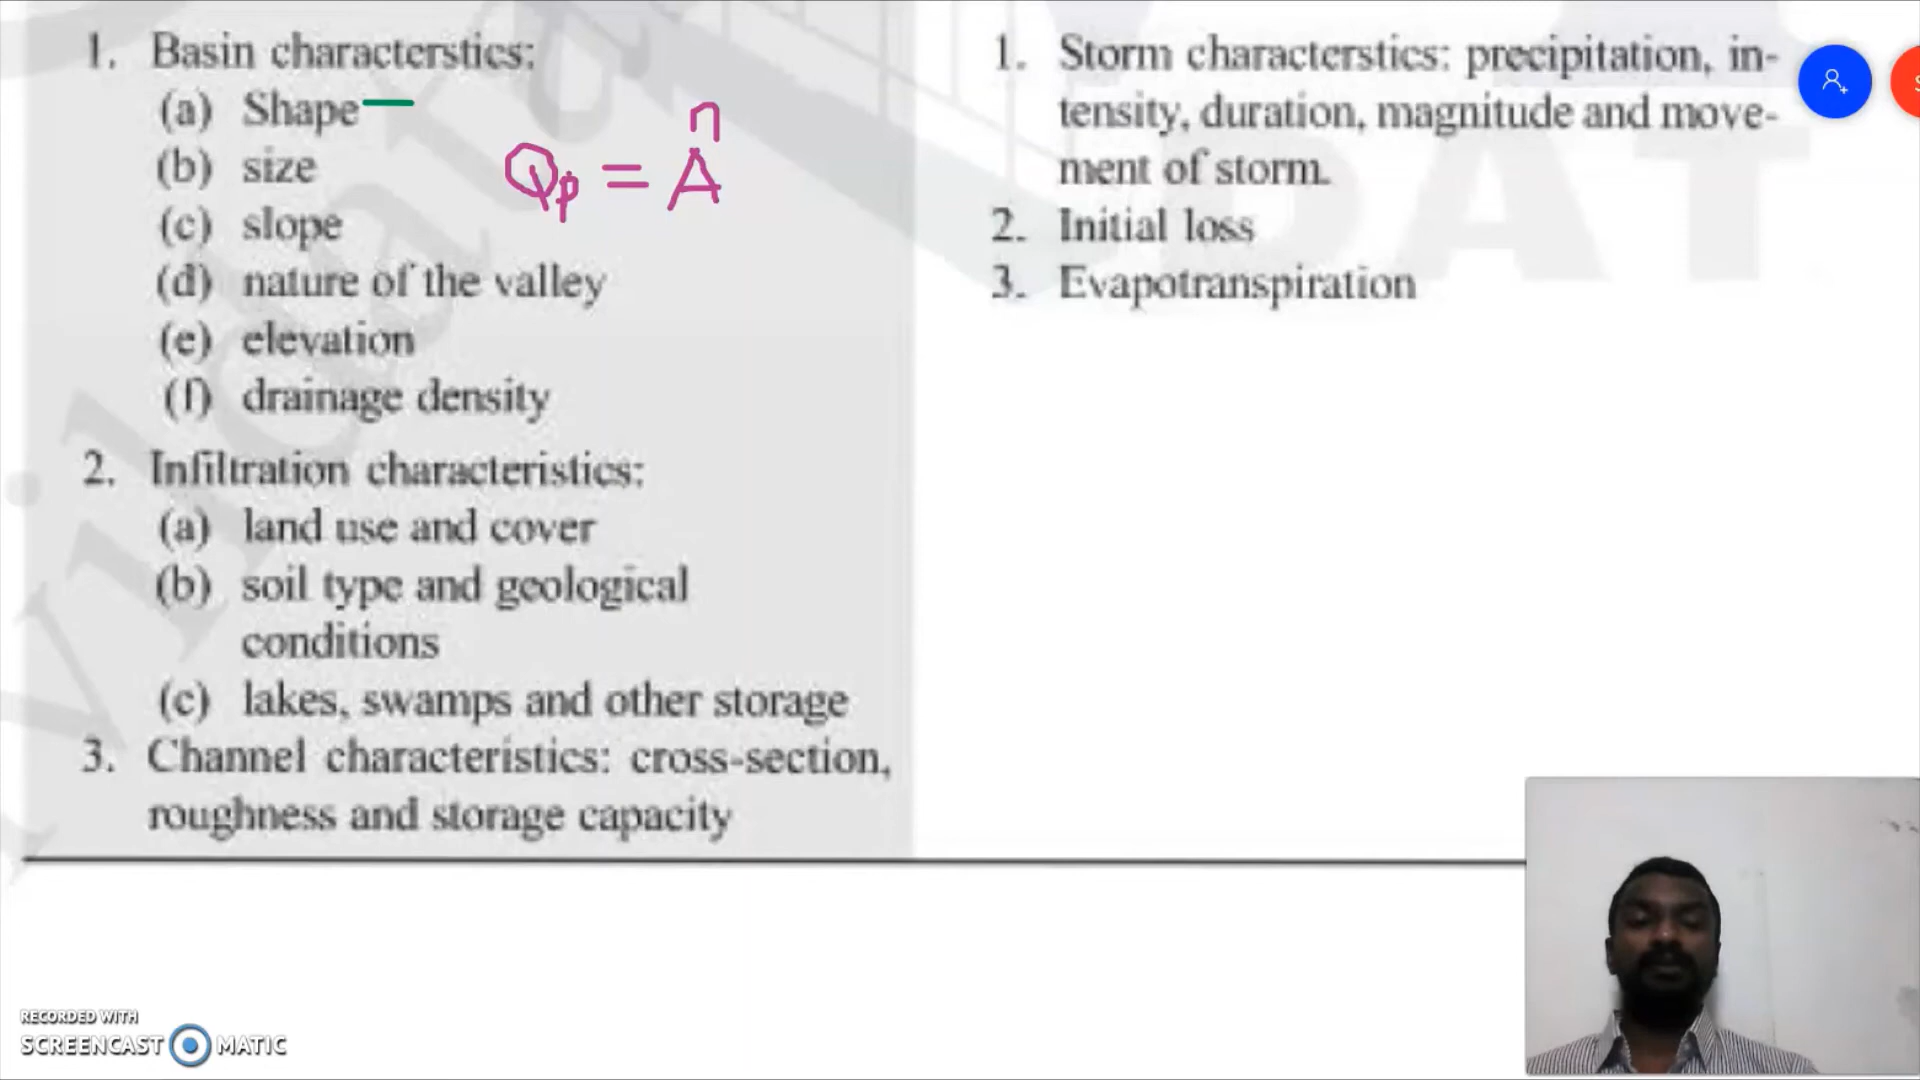 1. Basin characterstics:
(a) Shape
(b) size
(c) slope
(d) nature of the valley
(e) elevation
(f) drainage density
2. Infiltration characteristics:
(a) land use and cover
(b) soil type and geological
conditions
(c) lakes, swamps and other storage
3. Channel characteristics: cross-section,
roughness and storage capacity
Qp = A^n
1. Storm characterstics: precipitation, in-
tensity, duration, magnitude and move-
ment of storm.
2. Initial loss
3. Evapotranspiration
RECORDED WITH
SCREENCAST MATIC